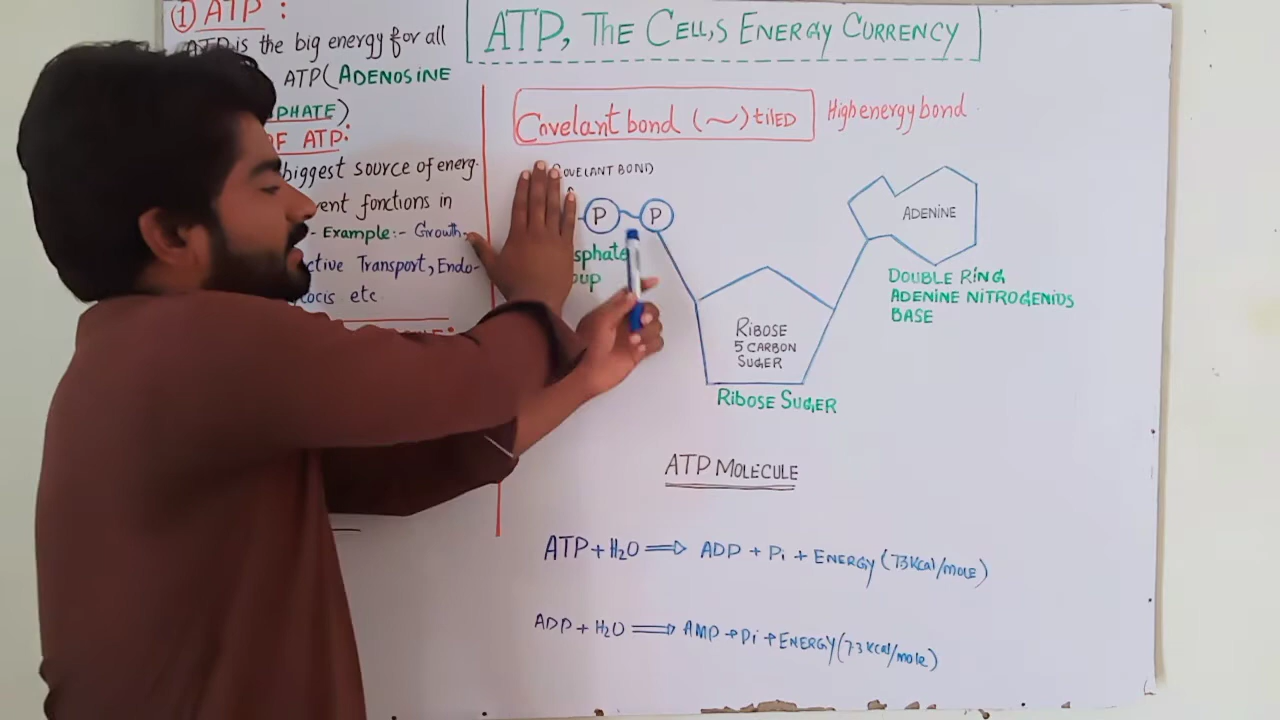 ① ATP :
ATP is the big energy for all
ATP (ADENOSINE
PHATE)
OF ATP:
biggest source of energ.
ent fonctions in
- Example:- Growth,
ctive Transport, Endo-
tocis etc
ATP, THE CELL,S ENERGY CURRENCY
Covelant bond (~) tiLED
High energy bond
COVELANT BOND
P ~ P
sphate
oup
RIBOSE
5 CARBON
SUGER
RIBOSE SUGER
ADENINE
DOUBLE RING
ADENINE NITROGENIDS
BASE
ATP MOLECULE
ATP + H2O ⟹ ADP + Pi + ENERGY (73 Kcal/mole)
ADP + H2O ⟹ AMP + Pi + ENERGY (7.3 Kcal/mole)